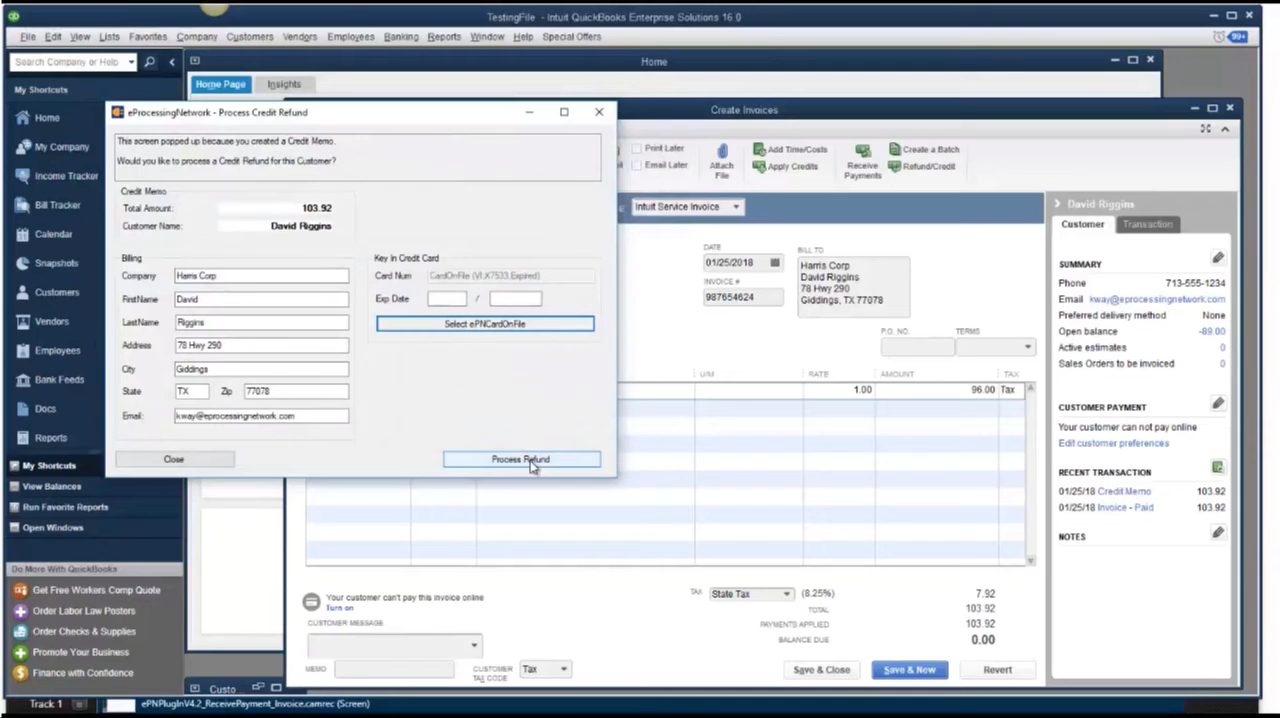 TestingFile - Intuit QuickBooks Enterprise Solutions 16.0
File Edit View Lists Favorites Company Customers Vendors Employees Banking Reports Window Help Special Offers
99+
Search Company or Help
Home
My Shortcuts
Home Page Insights
Home
My Company
Income Tracker
Bill Tracker
Calendar
Snapshots
Customers
Vendors
Employees
Bank Feeds
Docs
Reports
My Shortcuts
View Balances
Run Favorite Reports
Open Windows
Do More With QuickBooks
Get Free Workers Comp Quote
Order Labor Law Posters
Order Checks & Supplies
Promote Your Business
Finance with Confidence
eProcessingNetwork - Process Credit Refund
This screen popped up because you created a Credit Memo.
Would you like to process a Credit Refund for this Customer?
Credit Memo
Total Amount: 103.92
Customer Name: David Riggins
Billing
Company Harris Corp
FirstName David
LastName Riggins
Address 78 Hwy 290
City Giddings
State TX Zip 77078
Email: kway@eprocessingnetwork.com
Key In Credit Card
Card Num CardOnFile (VI,X7533,Expired)
Exp Date /
Select ePNCardOnFile
Close Process Refund
Create Invoices
Print Later
Email Later
Attach File
Add Time/Costs
Apply Credits
Receive Payments
Create a Batch
Refund/Credit
Intuit Service Invoice
DATE
01/25/2018
INVOICE #
987654624
BILL TO
Harris Corp
David Riggins
78 Hwy 290
Giddings, TX 77078
P.O. NO. TERMS
U/M RATE AMOUNT TAX
1.00 96.00 Tax
Your customer can't pay this invoice online
Turn on
CUSTOMER MESSAGE
MEMO
CUSTOMER TAX CODE Tax
TAX State Tax (8.25%) 7.92
TOTAL 103.92
PAYMENTS APPLIED 103.92
BALANCE DUE 0.00
Save & Close Save & New Revert
David Riggins
Customer Transaction
SUMMARY
Phone 713-555-1234
Email kway@eprocessingnetwork.com
Preferred delivery method None
Open balance -89.00
Active estimates 0
Sales Orders to be invoiced 0
CUSTOMER PAYMENT
Your customer can not pay online
Edit customer preferences
RECENT TRANSACTION
01/25/18 Credit Memo 103.92
01/25/18 Invoice - Paid 103.92
NOTES
Custo...
Track 1
ePNPlugInV4.2_ReceivePayment_Invoice.camrec (Screen)